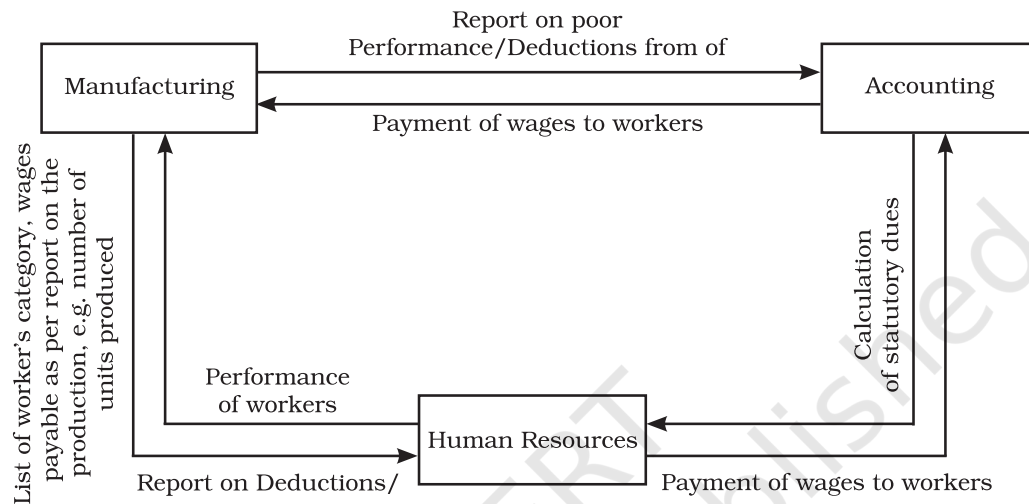 Report on poor
Performance/Deductions from of
Manufacturing
Accounting
Payment of wages to workers
List of worker's category, wages
payable as per report on the
production, e.g. number of
units produced
Calculation
of statutory dues
Performance
of workers
Human Resources
Report on Deductions/
Payment of wages to workers